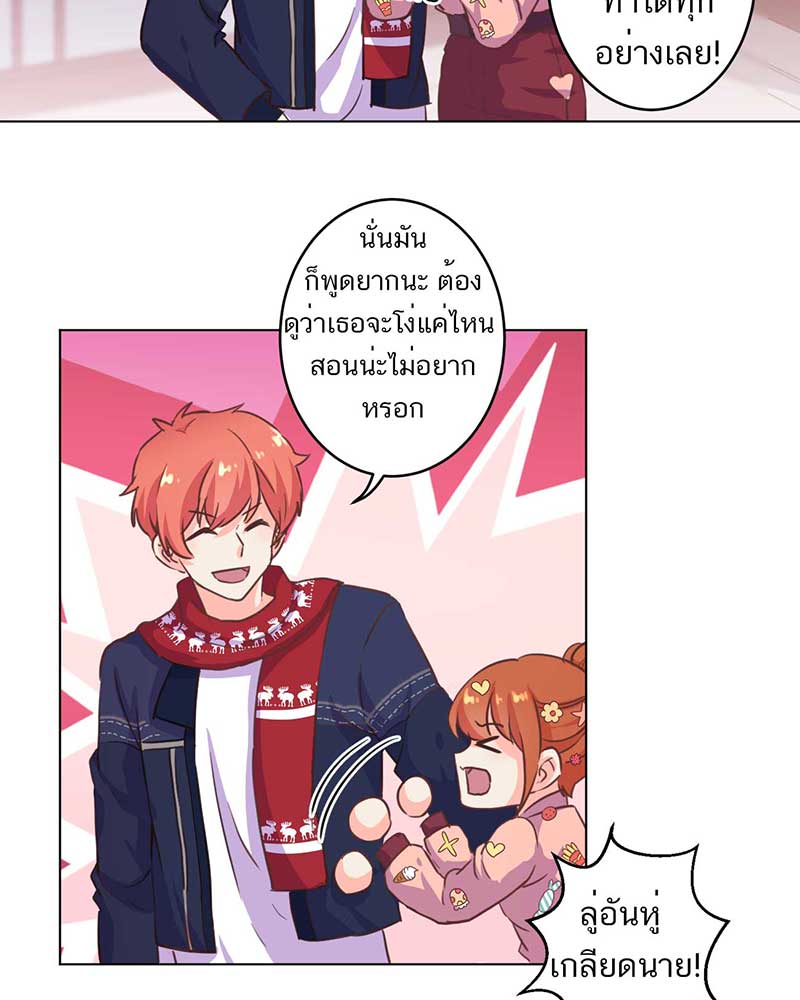 ทำได้ทุก
อย่างเลย!
นั่นมัน
ก็พูดยากนะ ต้อง
ดูว่าเธอจะโง่แค่ไหน
สอนน่ะไม่อยาก
หรอก
ลู่อันหู่
เกลียดนาย!